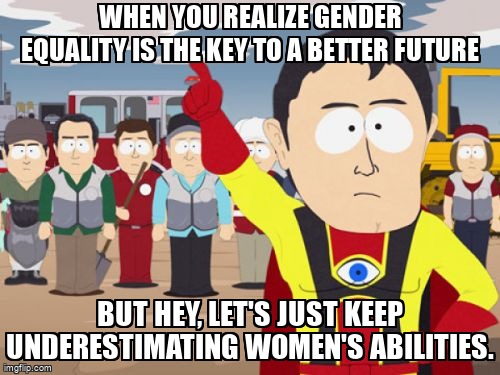 WHEN YOU REALIZE GENDER
EQUALITY IS THE KEY TO A BETTER FUTURE
BUT HEY, LET'S JUST KEEP
UNDERESTIMATING WOMEN'S ABILITIES.
imgflip.com